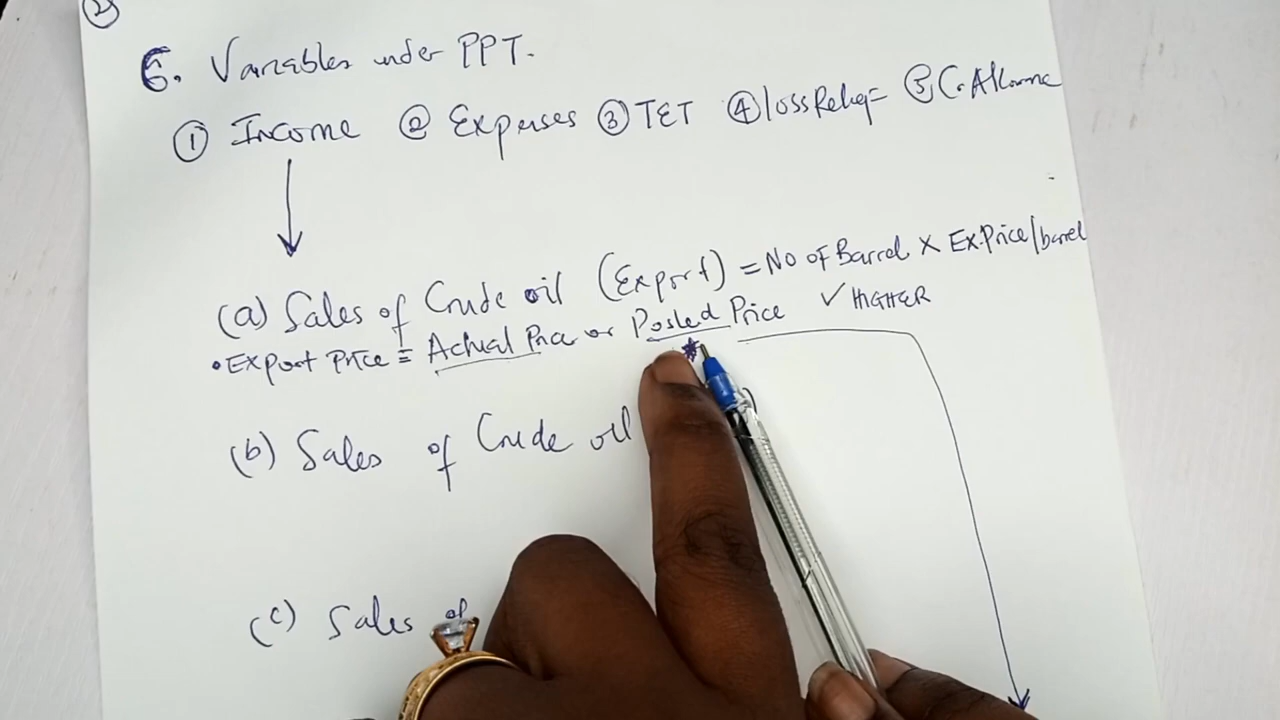 (2)
6. Variables under PPT.
① Income ② Expenses ③ TET ④ loss Relief ⑤ C. Allowance
(a) Sales of Crude oil (Export) = No of Barrel X Ex.Price/barrel
• Export Price = Actual Price or Posted Price ✓ HIGHER
(b) Sales of Crude oil
(c) Sales of